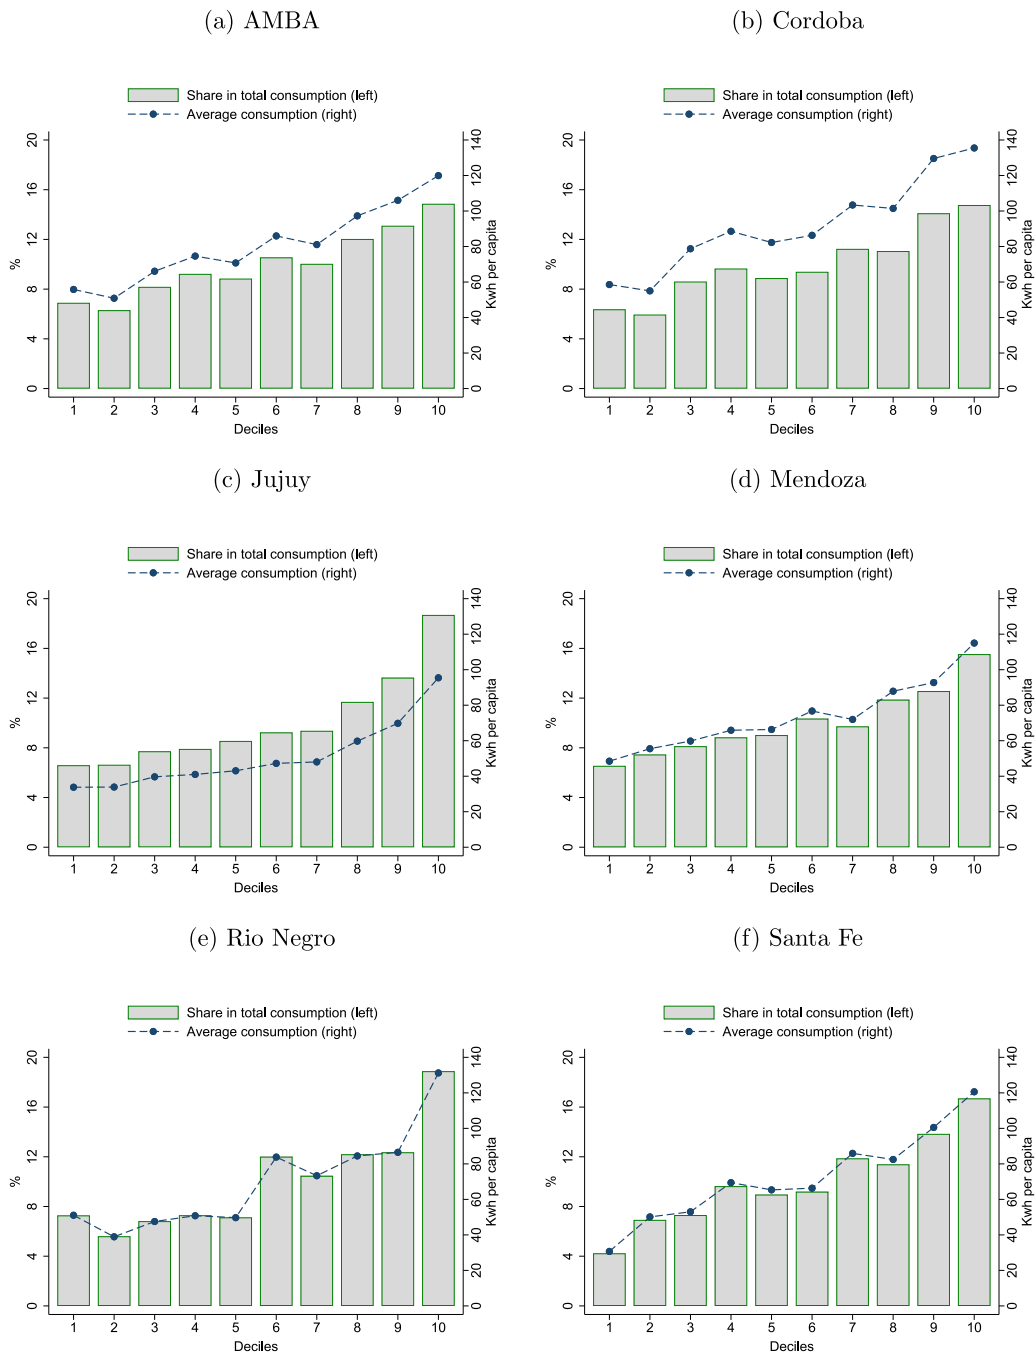 (a) AMBA
Share in total consumption (left)
Average consumption (right)
20
16
12
8
4
0
%
140
120
100
80
60
40
20
0
Kwh per capita
1 2 3 4 5 6 7 8 9 10
Deciles
(b) Cordoba
Share in total consumption (left)
Average consumption (right)
20
16
12
8
4
0
%
140
120
100
80
60
40
20
0
Kwh per capita
1 2 3 4 5 6 7 8 9 10
Deciles
(c) Jujuy
Share in total consumption (left)
Average consumption (right)
20
16
12
8
4
0
%
140
120
100
80
60
40
20
0
Kwh per capita
1 2 3 4 5 6 7 8 9 10
Deciles
(d) Mendoza
Share in total consumption (left)
Average consumption (right)
20
16
12
8
4
0
%
140
120
100
80
60
40
20
0
Kwh per capita
1 2 3 4 5 6 7 8 9 10
Deciles
(e) Rio Negro
Share in total consumption (left)
Average consumption (right)
20
16
12
8
4
0
%
140
120
100
80
60
40
20
0
Kwh per capita
1 2 3 4 5 6 7 8 9 10
Deciles
(f) Santa Fe
Share in total consumption (left)
Average consumption (right)
20
16
12
8
4
0
%
140
120
100
80
60
40
20
0
Kwh per capita
1 2 3 4 5 6 7 8 9 10
Deciles